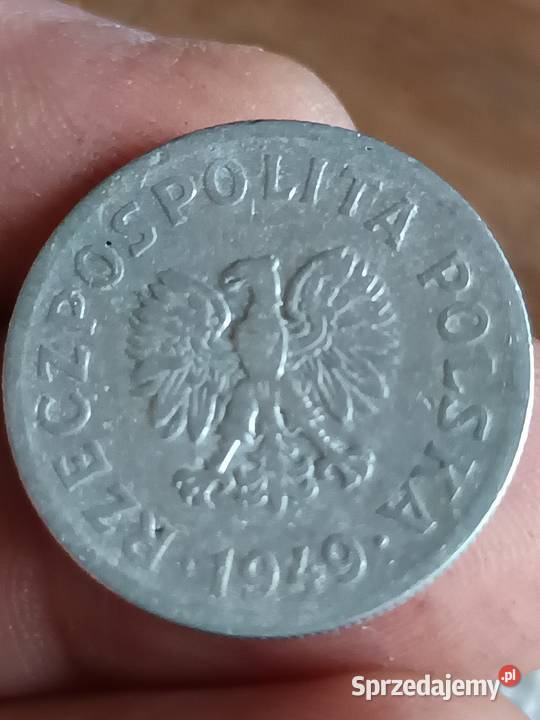 RZECZPOSPOLITA POLSKA
·1949·
Sprzedajemy.pl